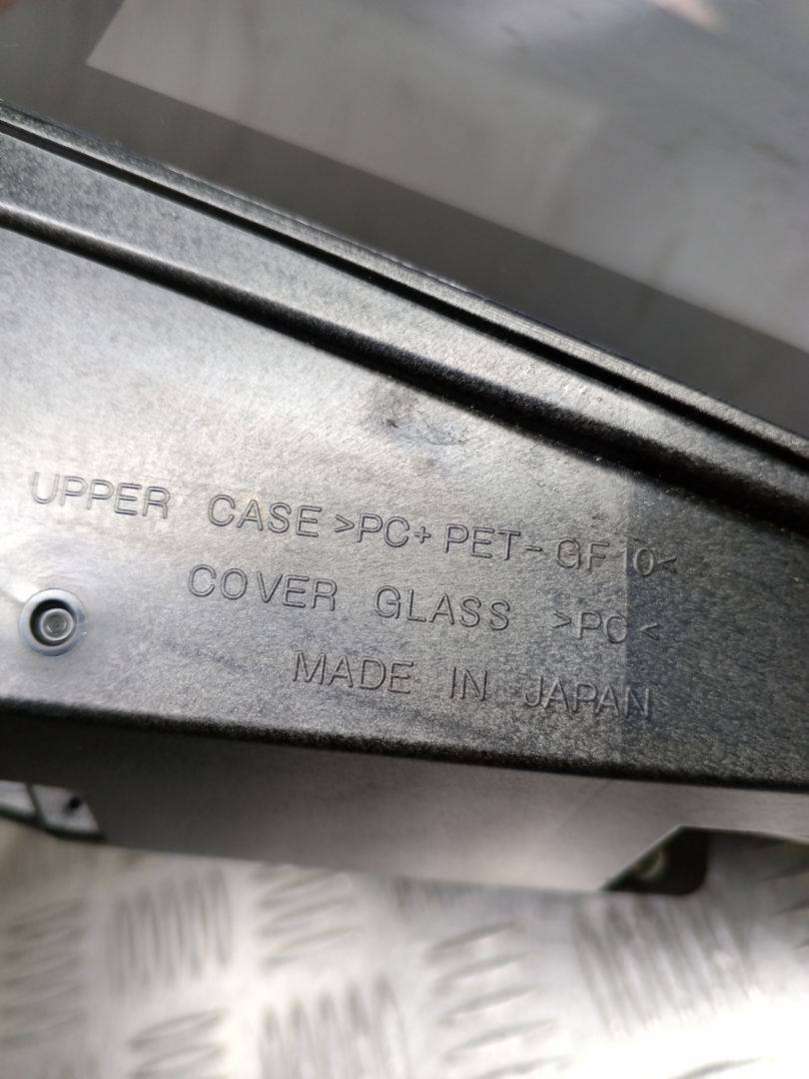 UPPER CASE >PC+PET-GF10<
COVER GLASS >PC<
MADE IN JAPAN